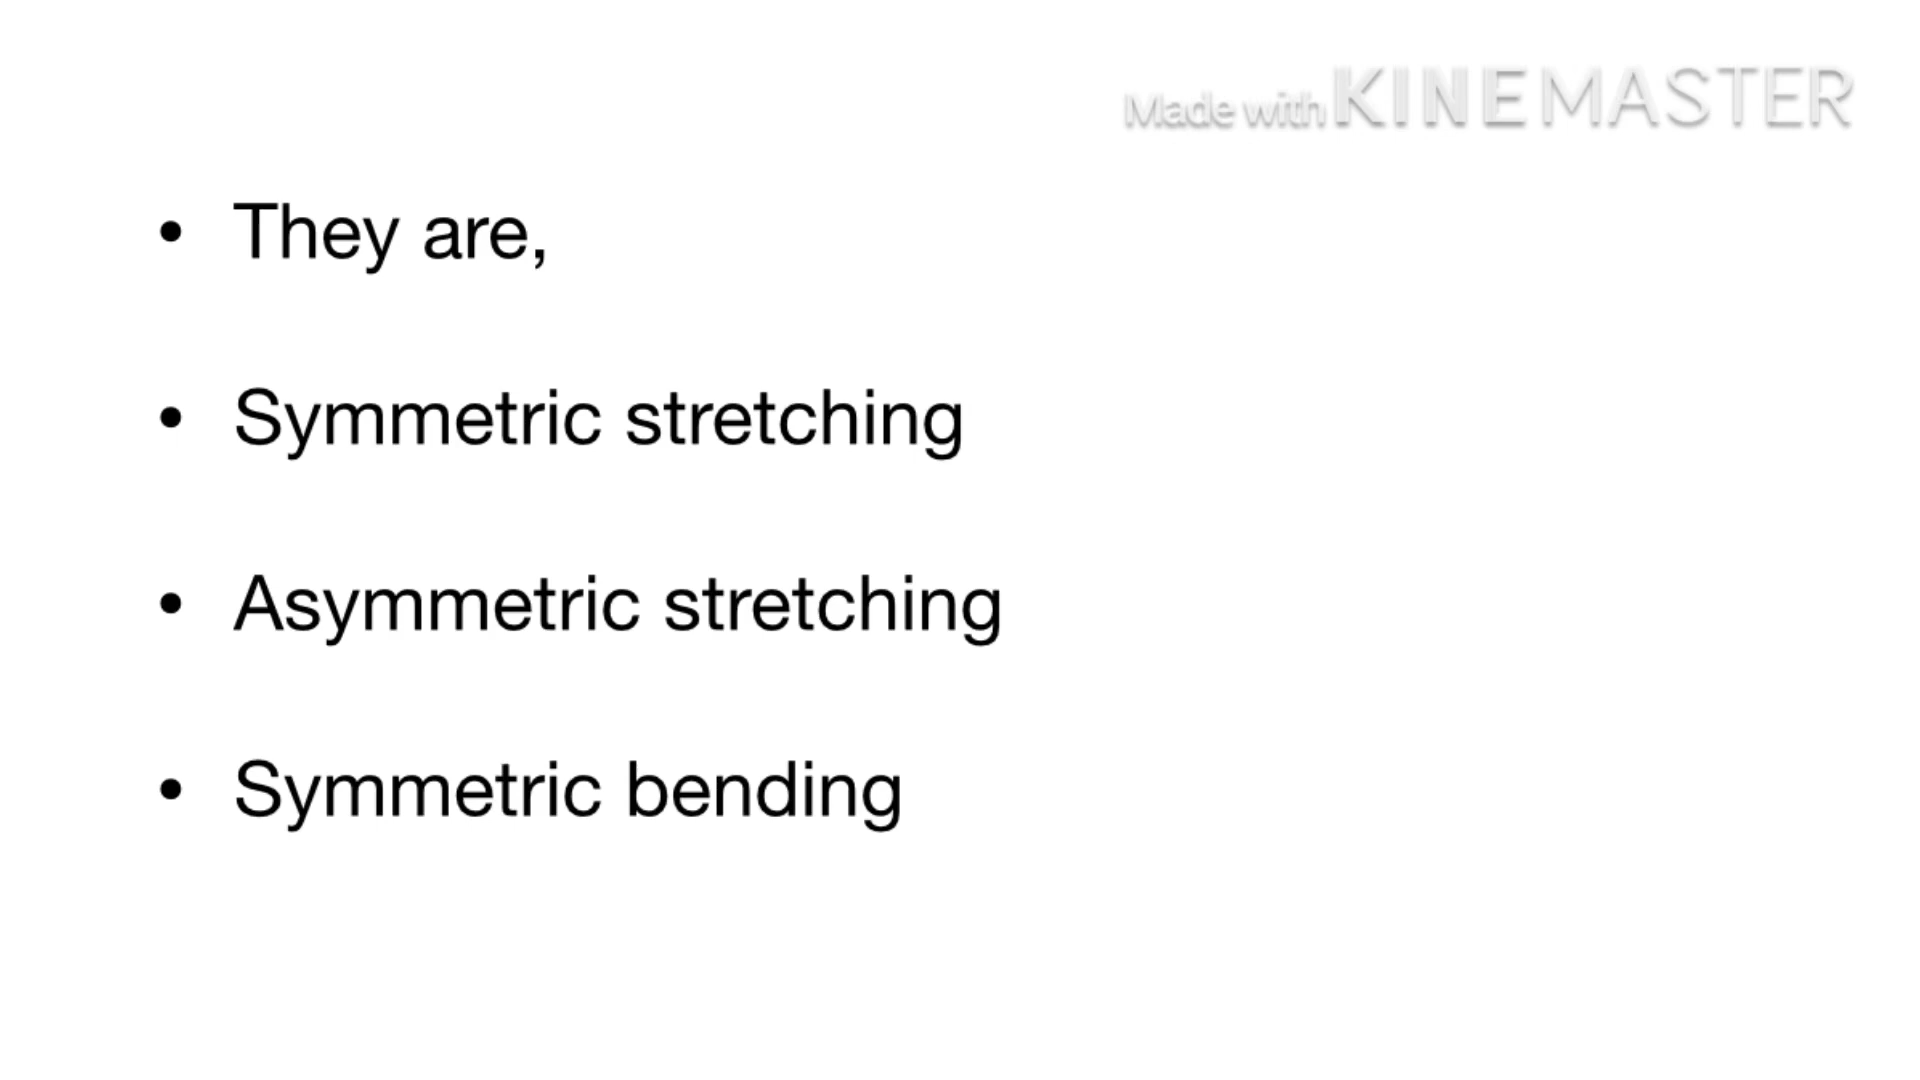 Made with KINEMASTER
• They are,
• Symmetric stretching
• Asymmetric stretching
• Symmetric bending